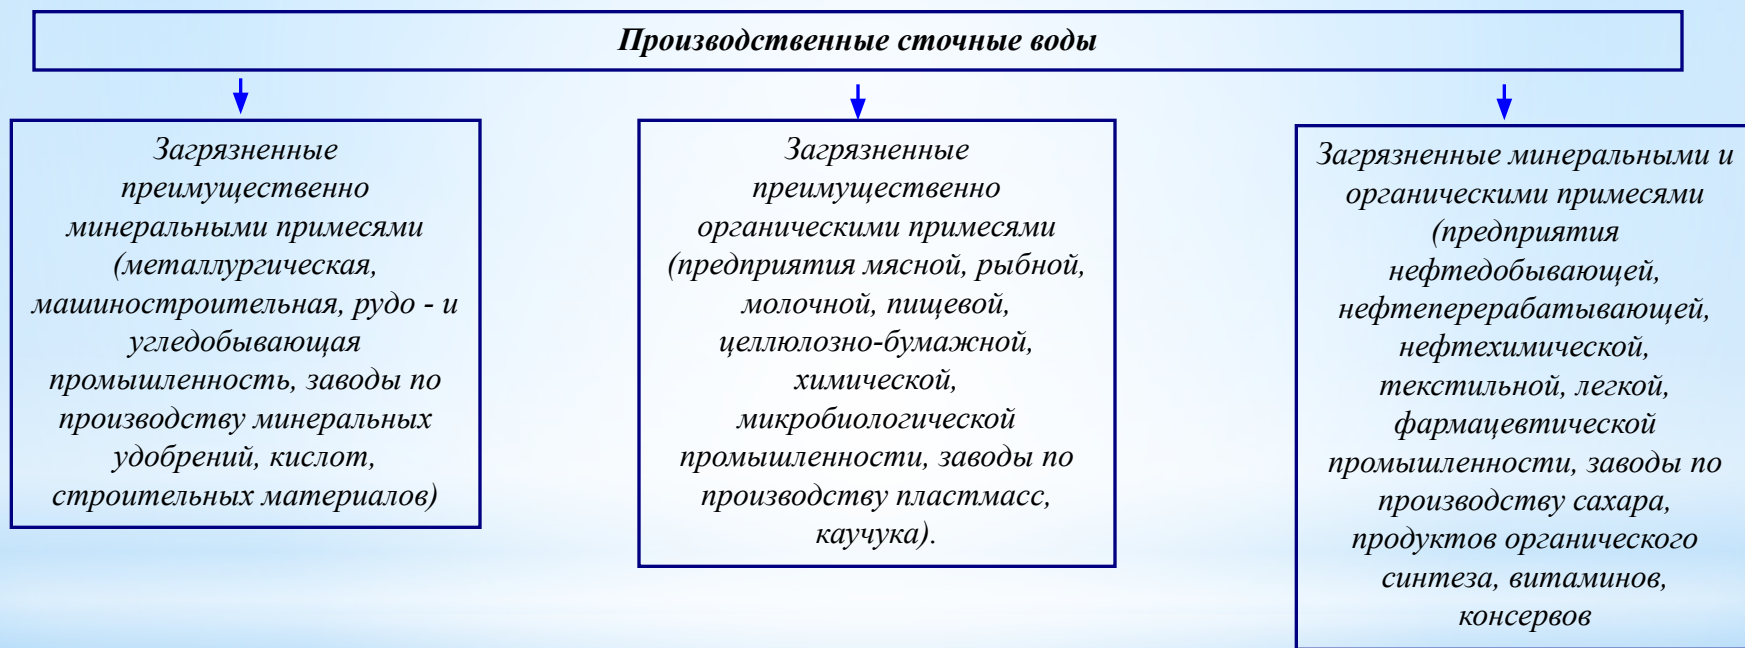 Производственные сточные воды
Загрязненные
преимущественно
минеральными примесями
(металлургическая,
машиностроительная, рудо - и
угледобывающая
промышленность, заводы по
производству минеральных
удобрений, кислот,
строительных материалов)
Загрязненные
преимущественно
органическими примесями
(предприятия мясной, рыбной,
молочной, пищевой,
целлюлозно-бумажной,
химической,
микробиологической
промышленности, заводы по
производству пластмасс,
каучука).
Загрязненные минеральными и
органическими примесями
(предприятия
нефтедобывающей,
нефтеперерабатывающей,
нефтехимической,
текстильной, легкой,
фармацевтической
промышленности, заводы по
производству сахара,
продуктов органического
синтеза, витаминов,
консервов